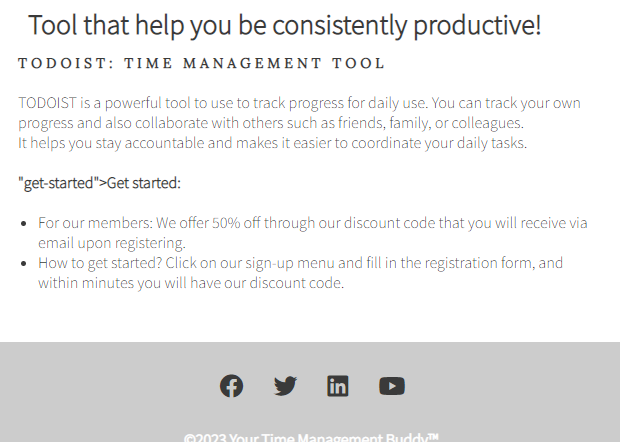 Tool that help you be consistently productive!
TODOIST: TIME MANAGEMENT TOOL
TODOIST is a powerful tool to use to track progress for daily use. You can track your own
progress and also collaborate with others such as friends, family, or colleagues.
It helps you stay accountable and makes it easier to coordinate your daily tasks.
"get-started">Get started:
• For our members: We offer 50% off through our discount code that you will receive via
email upon registering.
• How to get started? Click on our sign-up menu and fill in the registration form, and
within minutes you will have our discount code.
©2023 Your Time Management Buddy™